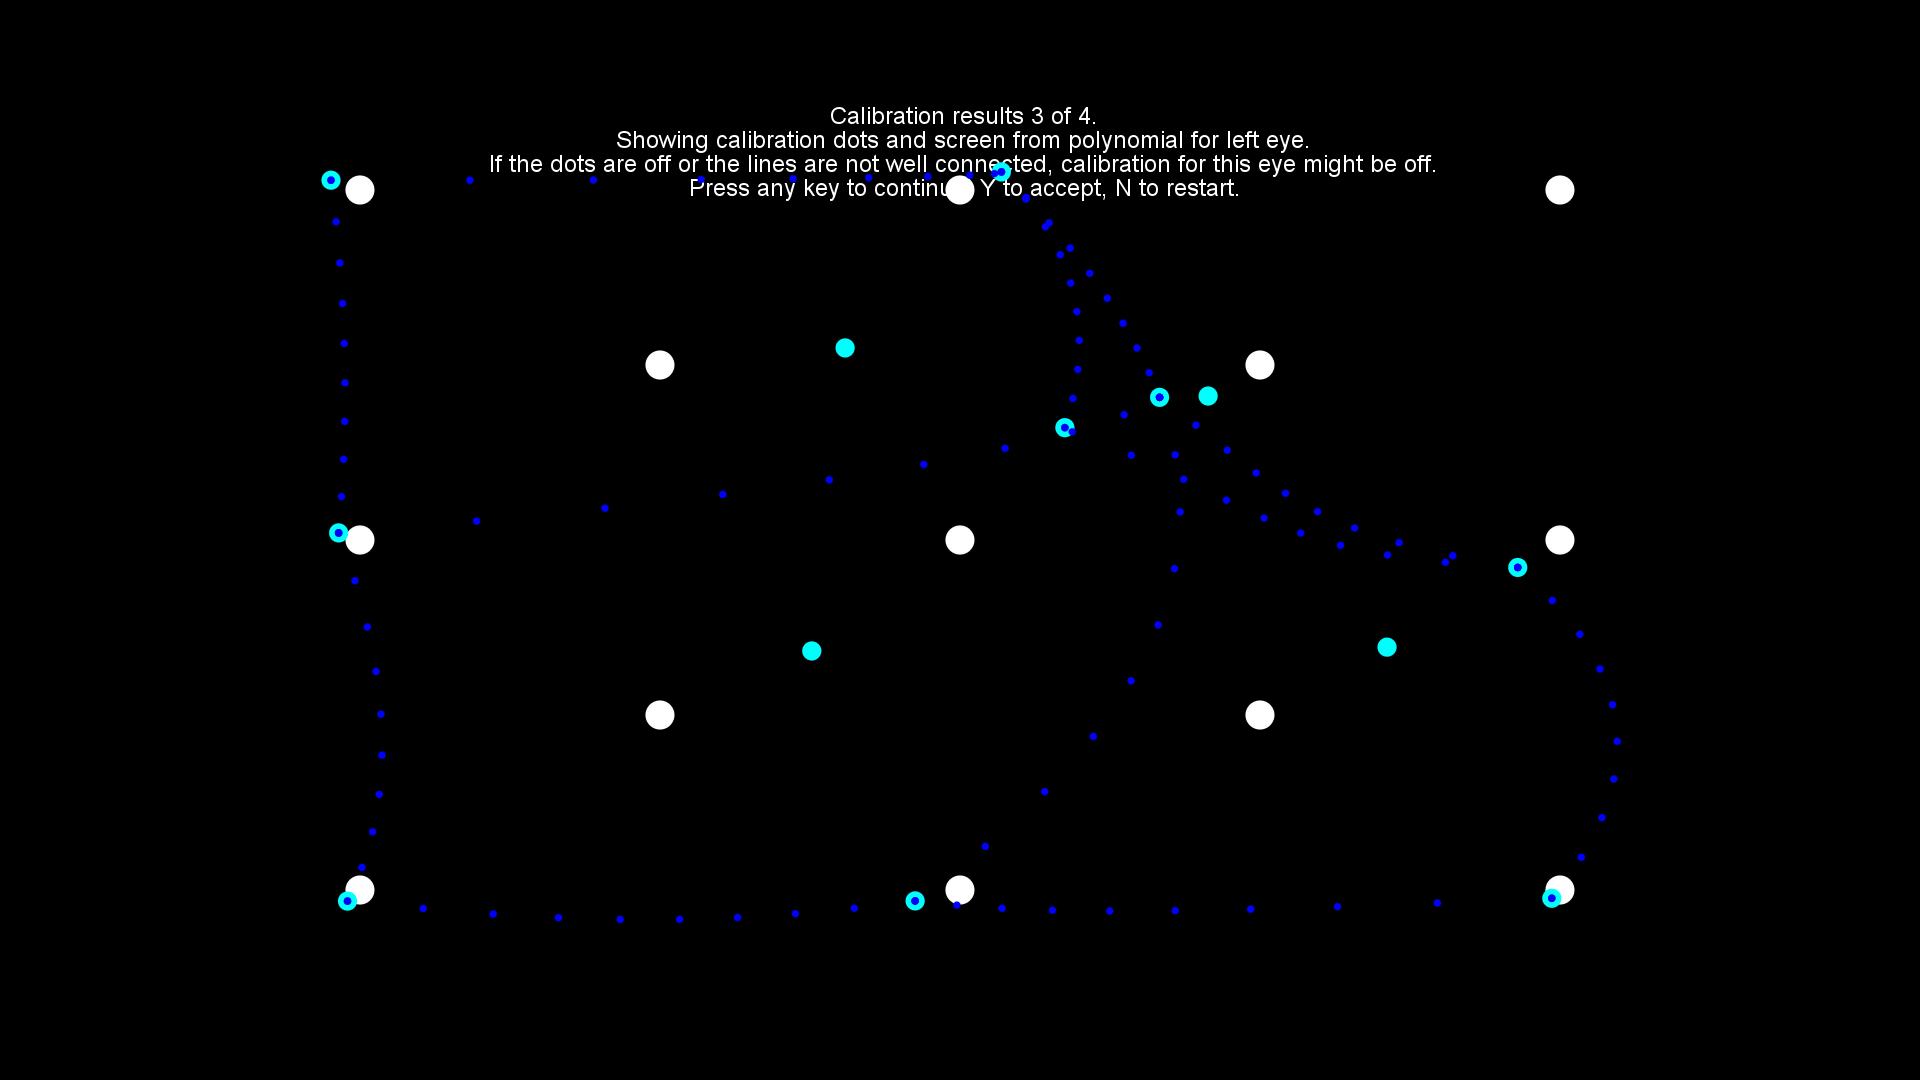 Calibration results 3 of 4.
Showing calibration dots and screen from polynomial for left eye.
If the dots are off or the lines are not well connected, calibration for this eye might be off.
Press any key to continue Y to accept, N to restart.